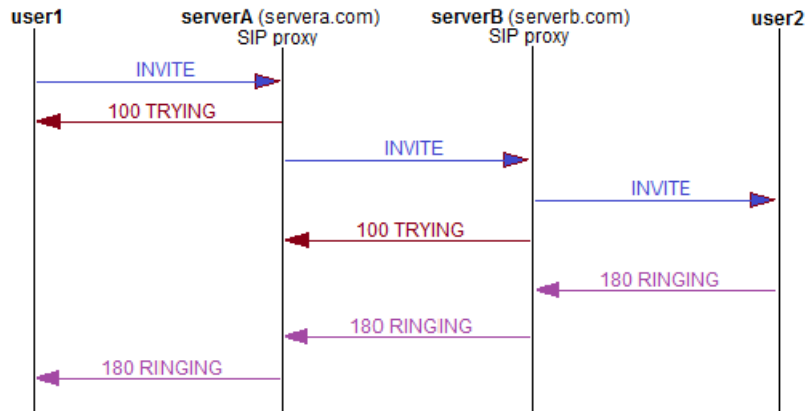 user1 serverA (servera.com) serverB (serverb.com) user2
SIP proxy SIP proxy
INVITE
100 TRYING
INVITE
INVITE
100 TRYING
180 RINGING
180 RINGING
180 RINGING